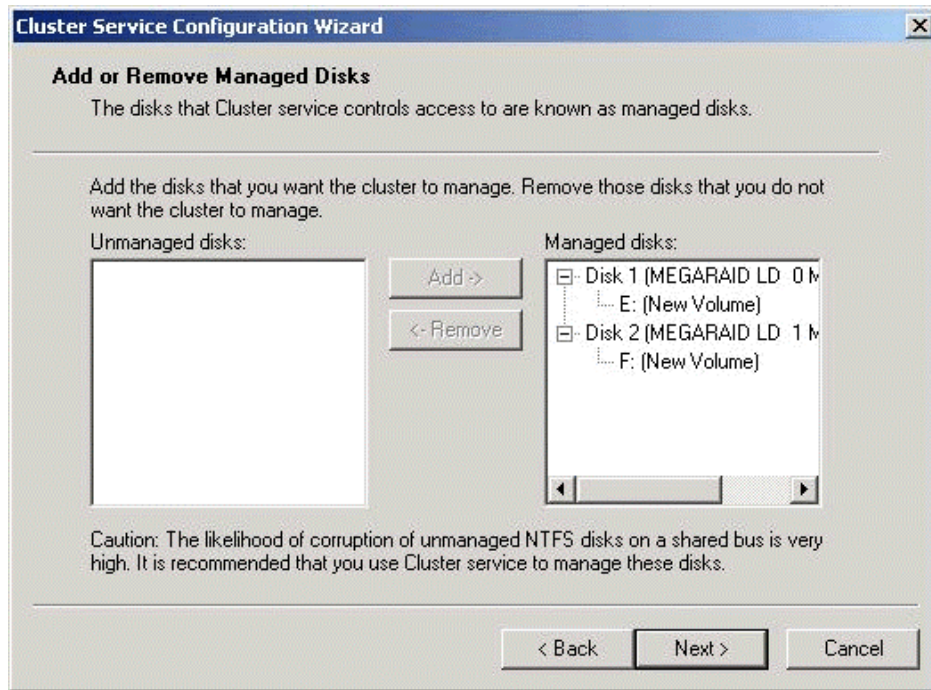 Cluster Service Configuration Wizard
Add or Remove Managed Disks
The disks that Cluster service controls access to are known as managed disks.
Add the disks that you want the cluster to manage. Remove those disks that you do not
want the cluster to manage.
Unmanaged disks:
Managed disks:
Add ->
<- Remove
Disk 1 (MEGARAID LD 0 M
E: (New Volume)
Disk 2 (MEGARAID LD 1 M
F: (New Volume)
Caution: The likelihood of corruption of unmanaged NTFS disks on a shared bus is very
high. It is recommended that you use Cluster service to manage these disks.
< Back
Next >
Cancel